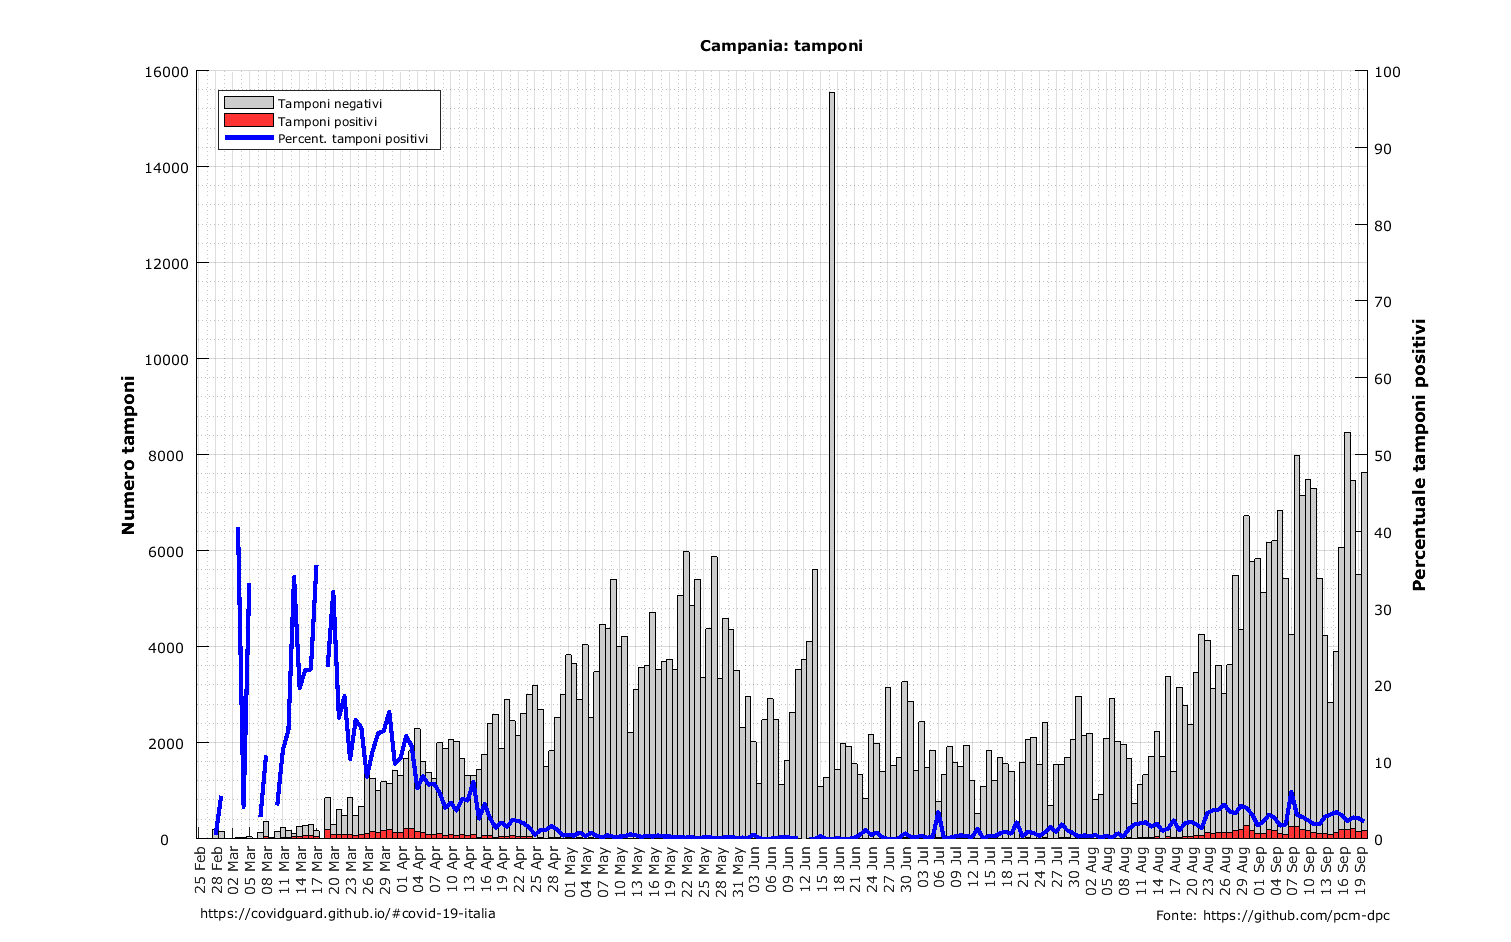 Campania: tamponi
16000
14000
12000
10000
8000
6000
4000
2000
0
Numero tamponi
Tamponi negativi
Tamponi positivi
Percent. tamponi positivi
100
90
80
70
60
50
40
30
20
10
0
Percentuale tamponi positivi
25 Feb
28 Feb
02 Mar
05 Mar
08 Mar
11 Mar
14 Mar
17 Mar
20 Mar
23 Mar
26 Mar
29 Mar
01 Apr
04 Apr
07 Apr
10 Apr
13 Apr
16 Apr
19 Apr
22 Apr
25 Apr
28 Apr
01 May
04 May
07 May
10 May
13 May
16 May
19 May
22 May
25 May
28 May
31 May
03 Jun
06 Jun
09 Jun
12 Jun
15 Jun
18 Jun
21 Jun
24 Jun
27 Jun
30 Jun
03 Jul
06 Jul
09 Jul
12 Jul
15 Jul
18 Jul
21 Jul
24 Jul
27 Jul
30 Jul
02 Aug
05 Aug
08 Aug
11 Aug
14 Aug
17 Aug
20 Aug
23 Aug
26 Aug
29 Aug
01 Sep
04 Sep
07 Sep
10 Sep
13 Sep
16 Sep
19 Sep
https://covidguard.github.io/#covid-19-italia
Fonte: https://github.com/pcm-dpc